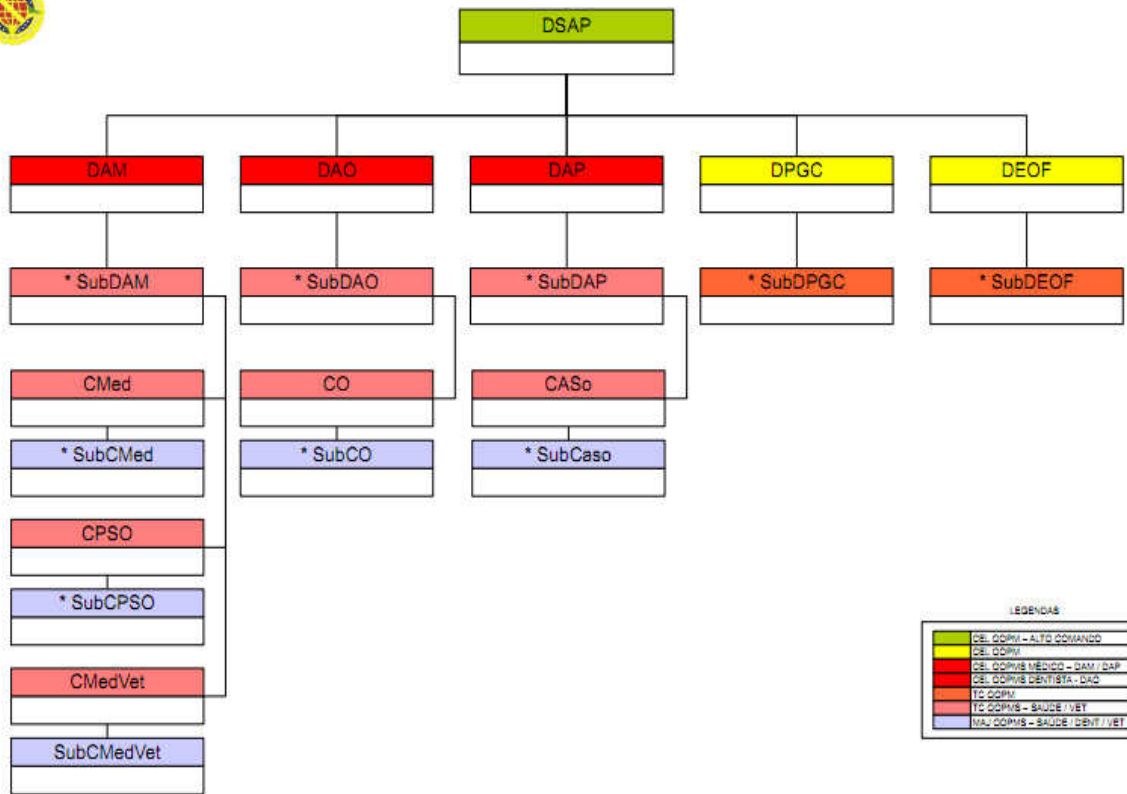 DSAP
DAM
DAO
DAP
DPGC
DEOF
* SubDAM
* SubDAO
* SubDAP
* SubDPGC
* SubDEOF
CMed
CO
CASo
* SubCMed
* SubCO
* SubCaso
CPSO
* SubCPSO
CMedVet
SubCMedVet
LEGENDAS
CEL QOPM – ALTO COMANDO
CEL QOPM
CEL QOPMS MÉDICO – DAM / DAP
CEL QOPMS DENTISTA - DAO
TC QOPM
TC QOPMS – SAÚDE / VET
MAJ QOPMS – SAÚDE / DENT / VET